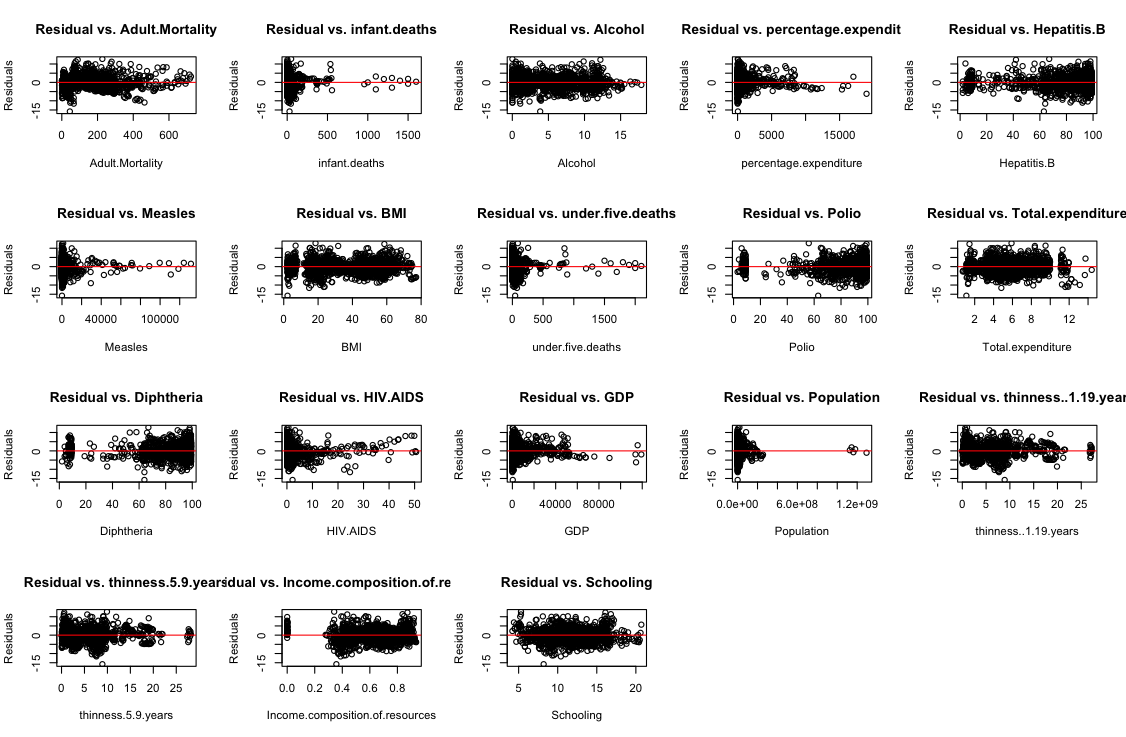 Residual vs. Adult.Mortality
Residuals
-15 0
0 200 400 600
Adult.Mortality
Residual vs. infant.deaths
Residuals
-15 0
0 500 1000 1500
infant.deaths
Residual vs. Alcohol
Residuals
-15 0
0 5 10 15
Alcohol
Residual vs. percentage.expendit
Residuals
-15 0
0 5000 15000
percentage.expenditure
Residual vs. Hepatitis.B
Residuals
-15 0
0 20 40 60 80 100
Hepatitis.B
Residual vs. Measles
Residuals
-15 0
0 40000 100000
Measles
Residual vs. BMI
Residuals
-15 0
0 20 40 60 80
BMI
Residual vs. under.five.deaths
Residuals
-15 0
0 500 1500
under.five.deaths
Residual vs. Polio
Residuals
-15 0
0 20 40 60 80 100
Polio
Residual vs. Total.expenditure
Residuals
-15 0
2 4 6 8 12
Total.expenditure
Residual vs. Diphtheria
Residuals
-15 0
0 20 40 60 80 100
Diphtheria
Residual vs. HIV.AIDS
Residuals
-15 0
0 10 20 30 40 50
HIV.AIDS
Residual vs. GDP
Residuals
-15 0
0 40000 80000
GDP
Residual vs. Population
Residuals
-15 0
0.0e+00 6.0e+08 1.2e+09
Population
Residual vs. thinness..1.19.year
Residuals
-15 0
0 5 10 15 20 25
thinness..1.19.years
Residual vs. thinness.5.9.years
Residuals
-15 0
0 5 10 15 20 25
thinness.5.9.years
idual vs. Income.composition.of.re
Residuals
-15 0
0.0 0.2 0.4 0.6 0.8
Income.composition.of.resources
Residual vs. Schooling
Residuals
-15 0
5 10 15 20
Schooling